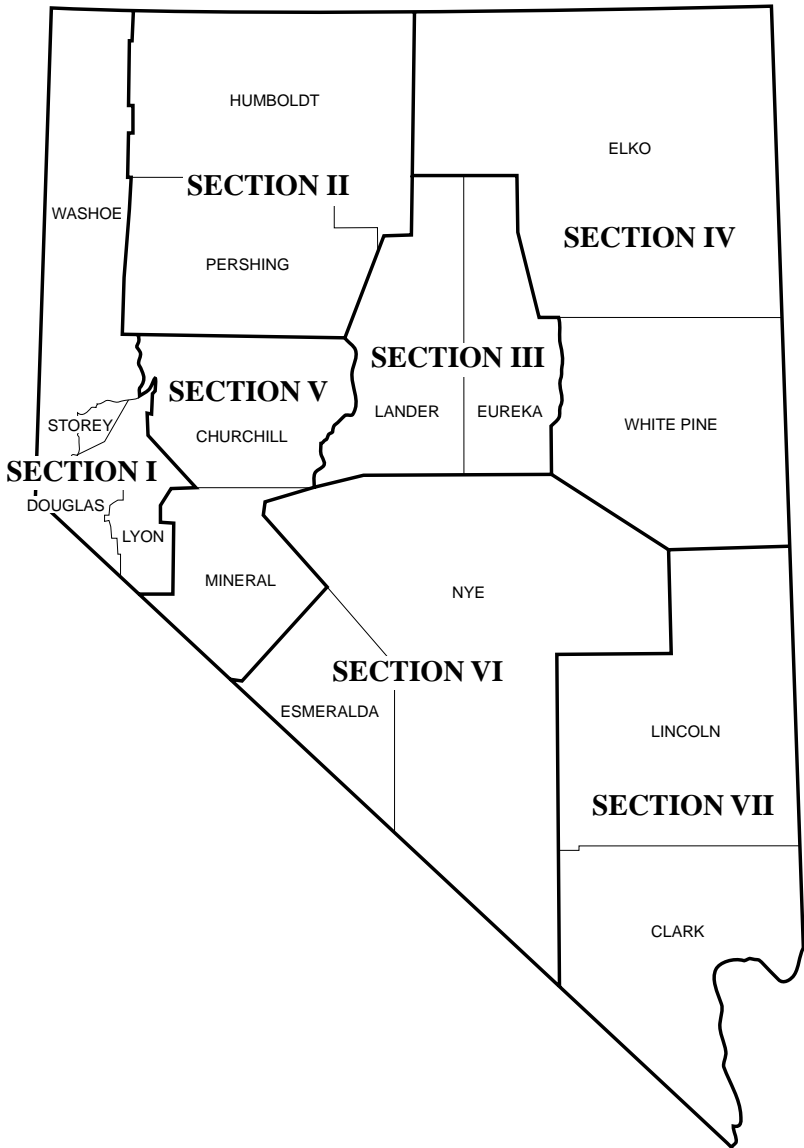 HUMBOLDT
ELKO
SECTION II
WASHOE
SECTION IV
PERSHING
SECTION III
SECTION V
LANDER
EUREKA
STOREY
WHITE PINE
CHURCHILL
SECTION I
DOUGLAS
LYON
MINERAL
NYE
SECTION VI
ESMERALDA
LINCOLN
SECTION VII
CLARK